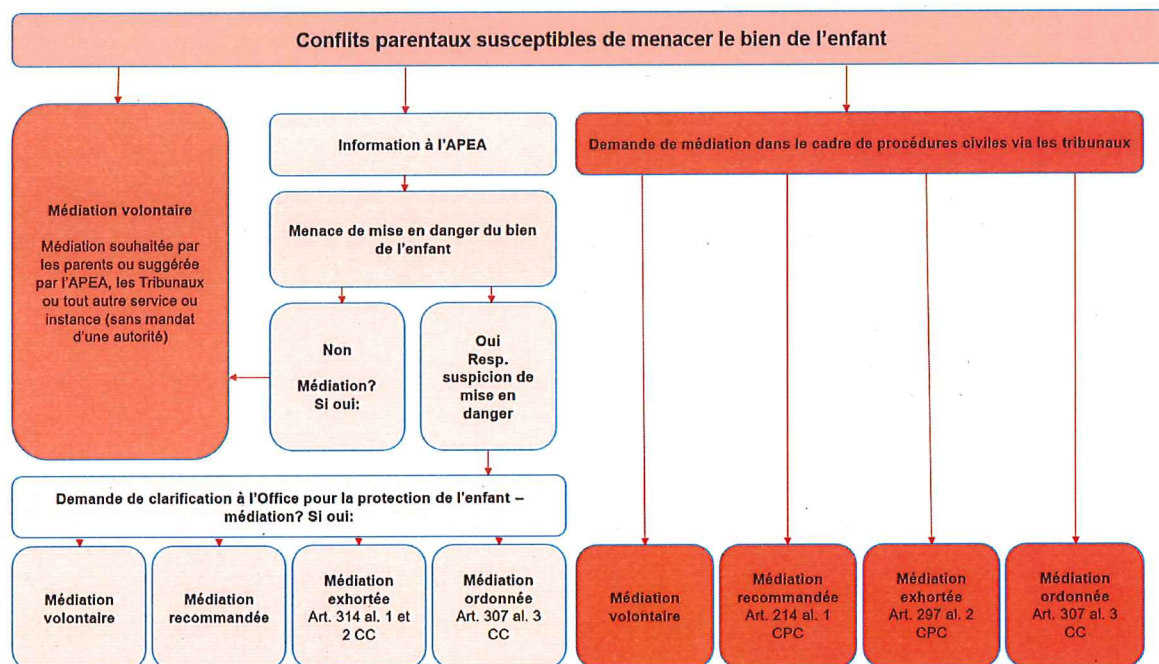 Conflits parentaux susceptibles de menacer le bien de l'enfant
Médiation volontaire
Médiation souhaitée par
les parents ou suggérée
par l'APEA, les Tribunaux
ou tout autre service ou
instance (sans mandat
d'une autorité)
Information à l'APEA
Menace de mise en danger du bien
de l'enfant
Non
Médiation?
Si oui:
Oui
Resp.
suspicion de
mise en
danger
Demande de clarification à l'Office pour la protection de l'enfant –
médiation? Si oui:
Médiation
volontaire
Médiation
recommandée
Médiation
exhortée
Art. 314 al. 1 et
2 CC
Médiation
ordonnée
Art. 307 al. 3
CC
Demande de médiation dans le cadre de procédures civiles via les tribunaux
Médiation
volontaire
Médiation
recommandée
Art. 214 al. 1
CPC
Médiation
exhortée
Art. 297 al. 2
CPC
Médiation
ordonnée
Art. 307 al. 3
CC